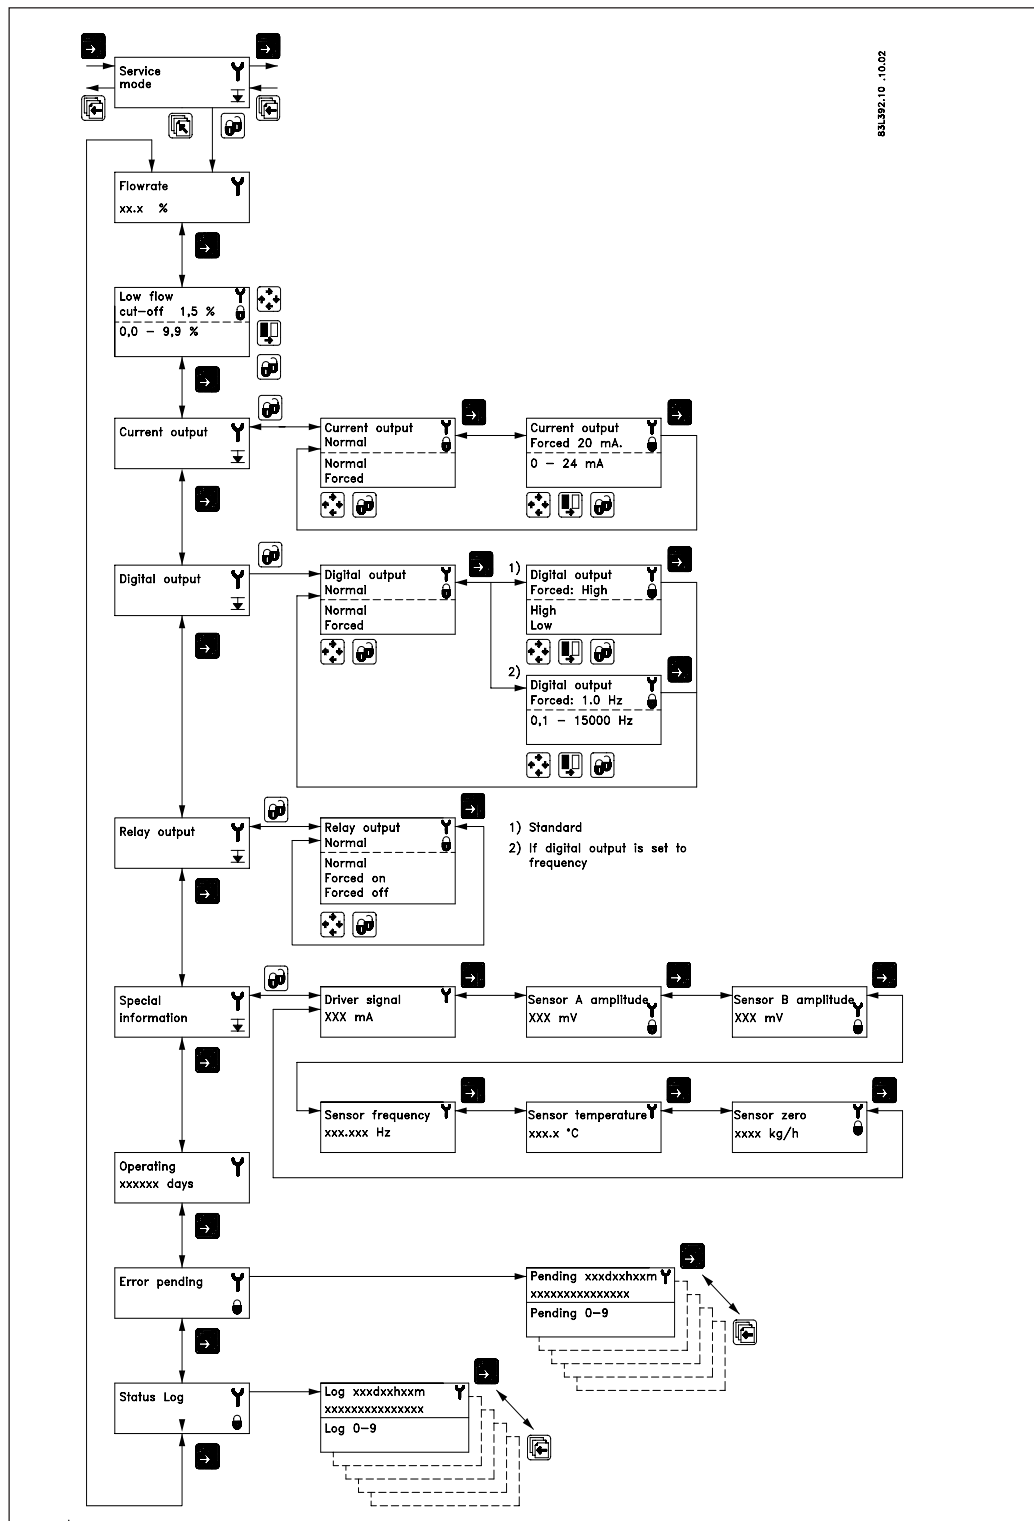 83L392.10 .10.02
Service
mode
Flowrate
xx.x %
Low flow
cut-off 1,5 %
0,0 - 9,9 %
Current output
Current output
Normal
Normal
Forced
Current output
Forced 20 mA.
0 - 24 mA
Digital output
Digital output
Normal
Normal
Forced
1)
Digital output
Forced: High
High
Low
2)
Digital output
Forced: 1.0 Hz
0,1 - 15000 Hz
Relay output
Relay output
Normal
Normal
Forced on
Forced off
1) Standard
2) If digital output is set to
frequency
Special
information
Driver signal
XXX mA
Sensor A amplitude
XXX mV
Sensor B amplitude
XXX mV
Sensor frequency
xxx.xxx Hz
Sensor temperature
xxx.x °C
Sensor zero
xxxx kg/h
Operating
xxxxxx days
Error pending
Pending xxxdxxhxxm
xxxxxxxxxxxxxxx
Pending 0-9
Status Log
Log xxxdxxhxxm
xxxxxxxxxxxxxxx
Log 0-9